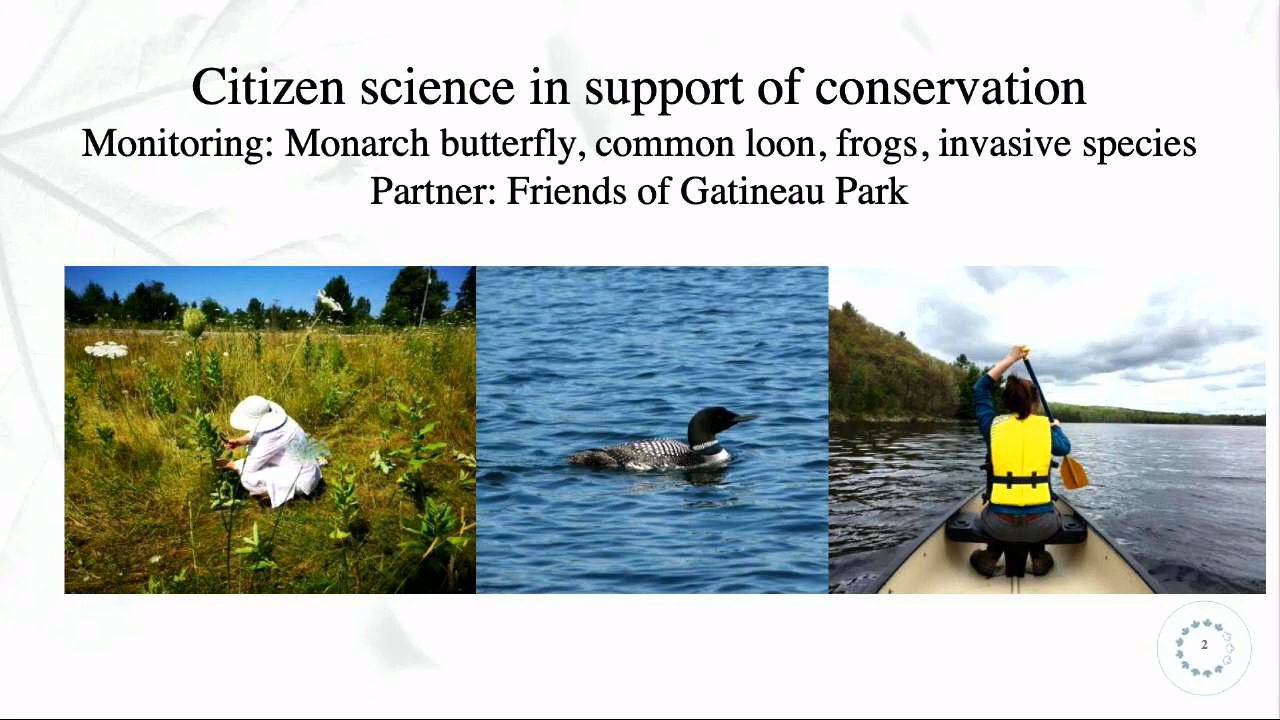 Citizen science in support of conservation
Monitoring: Monarch butterfly, common loon, frogs, invasive species
Partner: Friends of Gatineau Park
2